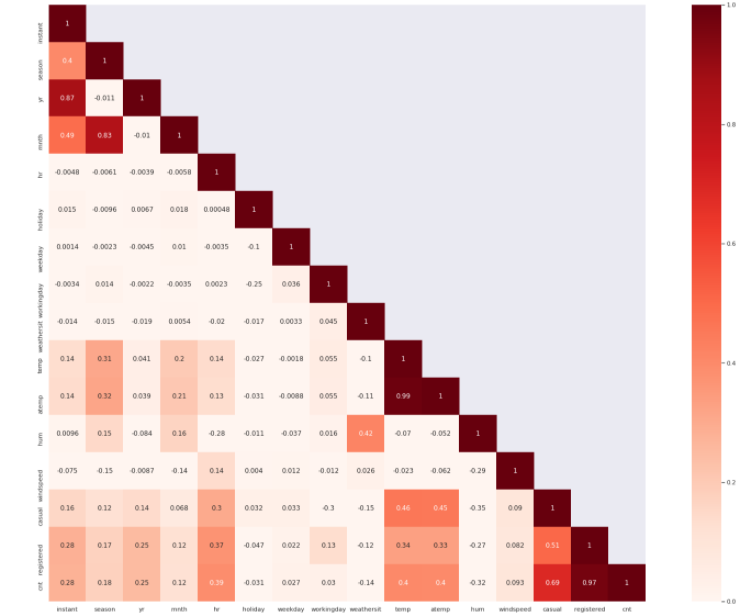 instant 1
season 0.4 1
yr 0.87 -0.011 1
mnth 0.49 0.83 -0.01 1
hr -0.0048 -0.0061 -0.0039 -0.0058 1
holiday 0.015 -0.0096 0.0067 0.018 0.00048 1
weekday 0.0014 -0.0023 -0.0045 0.01 -0.0035 -0.1 1
workingday -0.0034 0.014 -0.0022 -0.0035 0.0023 -0.25 0.036 1
weathersit -0.014 -0.015 -0.019 0.0054 -0.02 -0.017 0.0033 0.045 1
temp 0.14 0.31 0.041 0.2 0.14 -0.027 -0.0018 0.055 -0.1 1
atemp 0.14 0.32 0.039 0.21 0.13 -0.031 -0.0088 0.055 -0.11 0.99 1
hum 0.0096 0.15 -0.084 0.16 -0.28 -0.011 -0.037 0.016 0.42 -0.07 -0.052 1
windspeed -0.075 -0.15 -0.0087 -0.14 0.14 0.004 0.012 -0.012 0.026 -0.023 -0.062 -0.29 1
casual 0.16 0.12 0.14 0.068 0.3 0.032 0.033 -0.3 -0.15 0.46 0.45 -0.35 0.09 1
registered 0.28 0.17 0.25 0.12 0.37 -0.047 0.022 0.13 -0.12 0.34 0.33 -0.27 0.082 0.51 1
cnt 0.28 0.18 0.25 0.12 0.39 -0.031 0.027 0.03 -0.14 0.4 0.4 -0.32 0.093 0.69 0.97 1
instant season yr mnth hr holiday weekday workingday weathersit temp atemp hum windspeed casual registered cnt
1.0
0.8
0.6
0.4
0.2
0.0